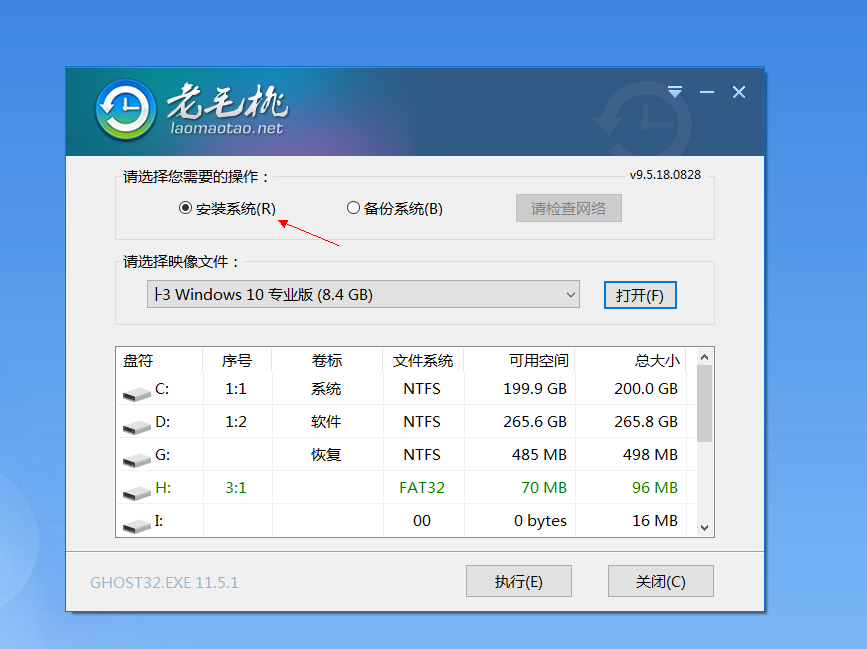 老毛桃
laomaotao.net
请选择您需要的操作：
v9.5.18.0828
安装系统(R) 备份系统(B) 请检查网络
请选择映像文件：
├3 Windows 10 专业版 (8.4 GB) 打开(F)
盘符 序号 卷标 文件系统 可用空间 总大小
C: 1:1 系统 NTFS 199.9 GB 200.0 GB
D: 1:2 软件 NTFS 265.6 GB 265.8 GB
G: 恢复 NTFS 485 MB 498 MB
H: 3:1 FAT32 70 MB 96 MB
I: 00 0 bytes 16 MB
GHOST32.EXE 11.5.1 执行(E) 关闭(C)